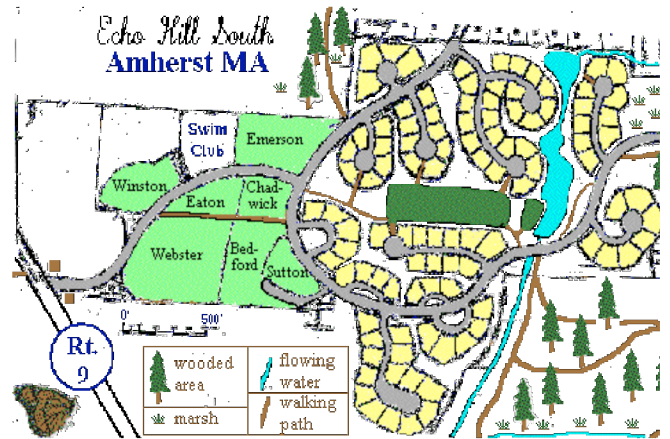 Echo Hill South
Amherst MA
Swim
Club
Emerson
Winston
Eaton
Chad-
wick
Webster
Bed-
ford
Sutton
0' 500'
Rt.
9
wooded
area
flowing
water
marsh
walking
path